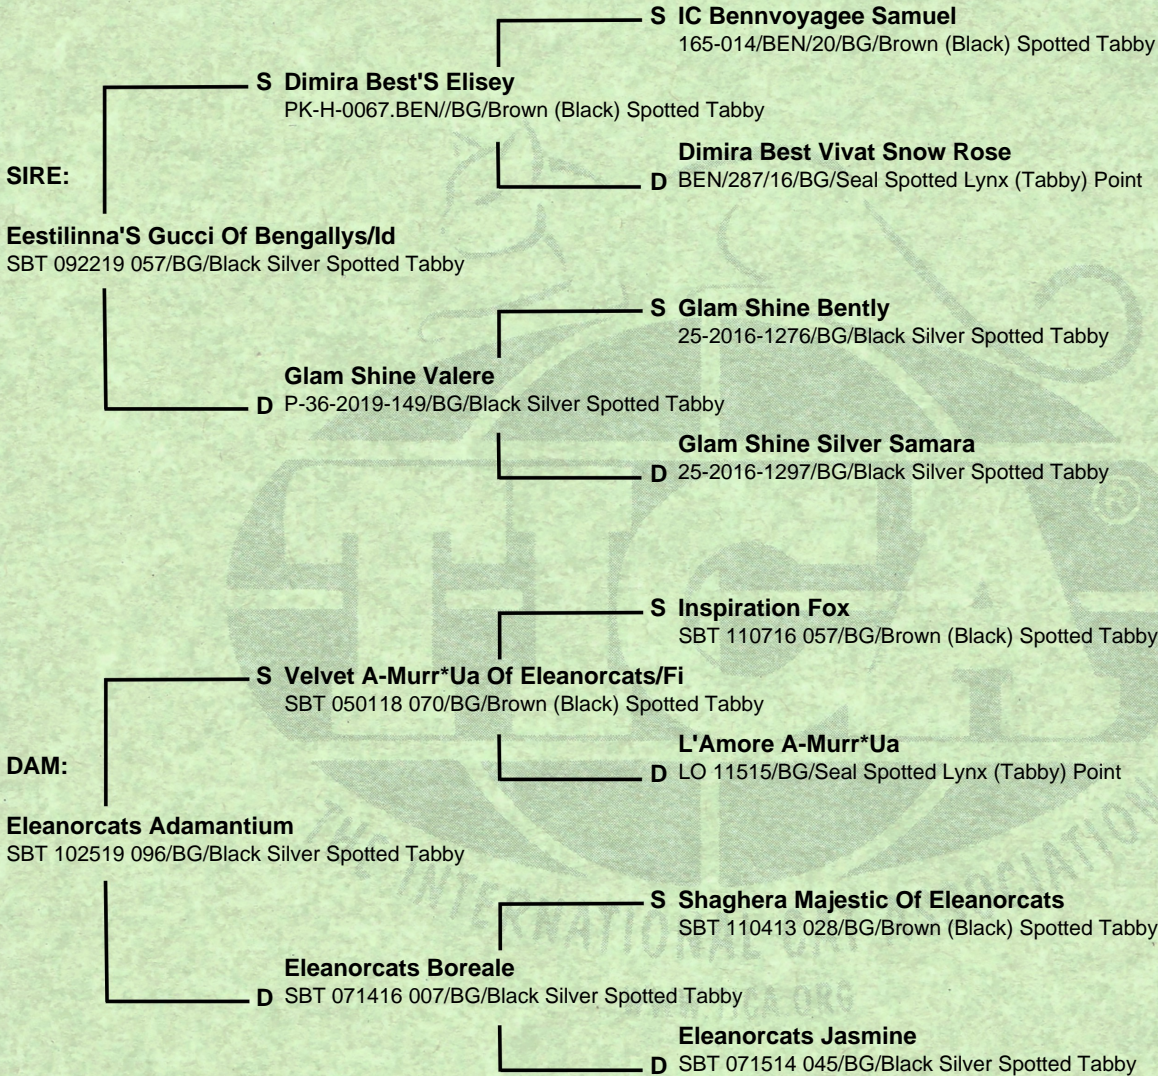 S IC Bennvoyagee Samuel
165-014/BEN/20/BG/Brown (Black) Spotted Tabby
S Dimira Best'S Elisey
PK-H-0067.BEN//BG/Brown (Black) Spotted Tabby
Dimira Best Vivat Snow Rose
D BEN/287/16/BG/Seal Spotted Lynx (Tabby) Point
SIRE:
Eestilinna'S Gucci Of Bengallys/Id
SBT 092219 057/BG/Black Silver Spotted Tabby
S Glam Shine Bently
25-2016-1276/BG/Black Silver Spotted Tabby
Glam Shine Valere
D P-36-2019-149/BG/Black Silver Spotted Tabby
Glam Shine Silver Samara
D 25-2016-1297/BG/Black Silver Spotted Tabby
S Inspiration Fox
SBT 110716 057/BG/Brown (Black) Spotted Tabby
S Velvet A-Murr*Ua Of Eleanorcats/Fi
SBT 050118 070/BG/Brown (Black) Spotted Tabby
L'Amore A-Murr*Ua
D LO 11515/BG/Seal Spotted Lynx (Tabby) Point
DAM:
Eleanorcats Adamantium
SBT 102519 096/BG/Black Silver Spotted Tabby
S Shaghera Majestic Of Eleanorcats
SBT 110413 028/BG/Brown (Black) Spotted Tabby
Eleanorcats Boreale
D SBT 071416 007/BG/Black Silver Spotted Tabby
Eleanorcats Jasmine
D SBT 071514 045/BG/Black Silver Spotted Tabby
TICA
®
THE INTERNATIONAL CAT ASSOCIATION
WWW.TICA.ORG